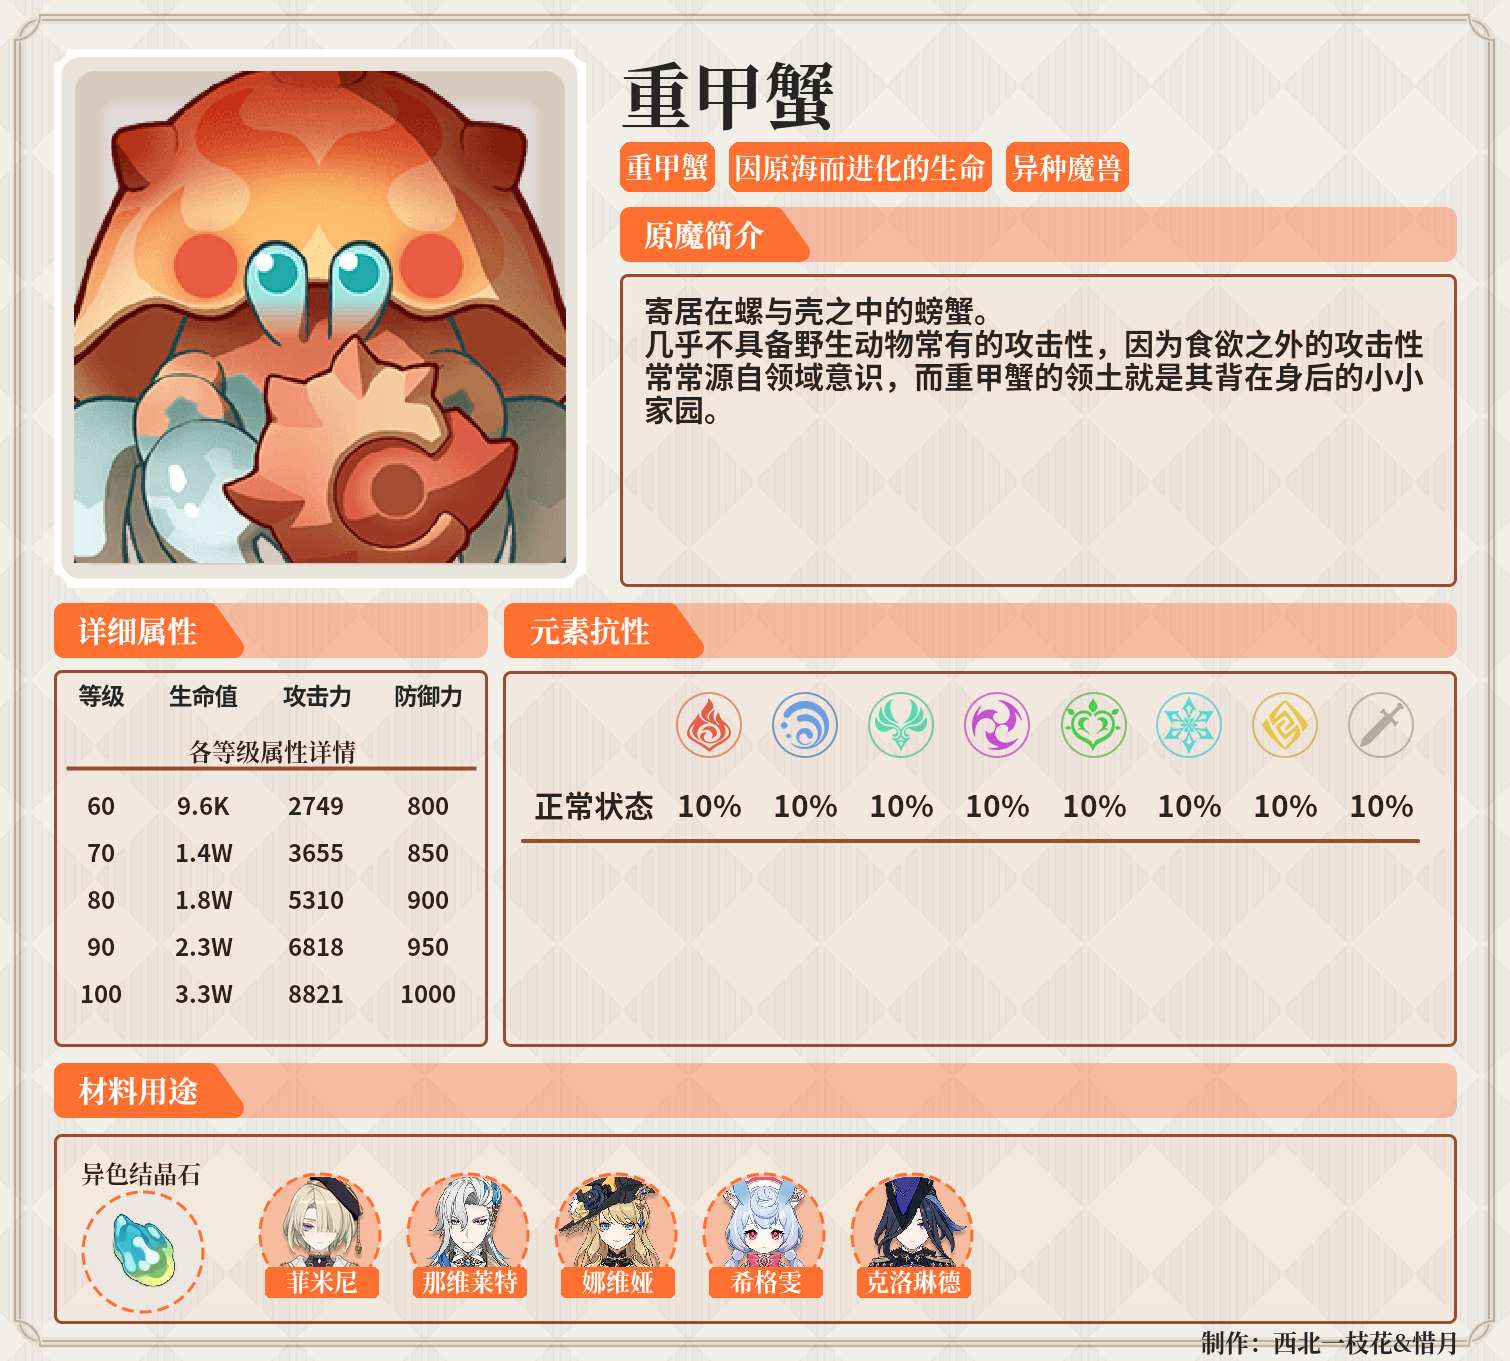 重甲蟹
重甲蟹 因原海而进化的生命 异种魔兽
原魔简介
寄居在螺与壳之中的螃蟹。
几乎不具备野生动物常有的攻击性，因为食欲之外的攻击性
常常源自领域意识，而重甲蟹的领土就是其背在身后的小小
家园。
详细属性
等级 生命值 攻击力 防御力
各等级属性详情
60 9.6K 2749 800
70 1.4W 3655 850
80 1.8W 5310 900
90 2.3W 6818 950
100 3.3W 8821 1000
元素抗性
正常状态 10% 10% 10% 10% 10% 10% 10% 10%
材料用途
异色结晶石
菲米尼 那维莱特 娜维娅 希格雯 克洛琳德
制作：西北一枝花&惜月